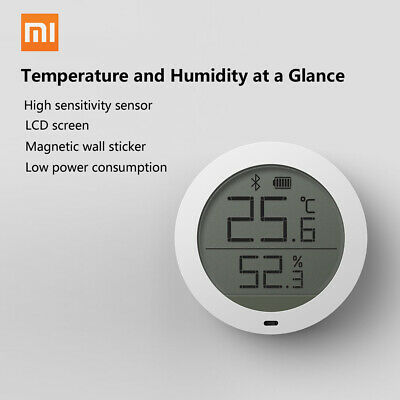 mi
Temperature and Humidity at a Glance
High sensitivity sensor
LCD screen
Magnetic wall sticker
Low power consumption
25.6 °C
52.3 %